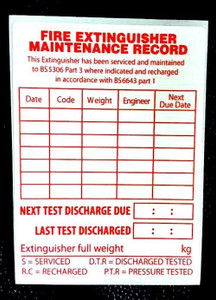 FIRE EXTINGUISHER
MAINTENANCE RECORD
This Extinguisher has been serviced and maintained
to BS5306 Part 3 where indicated and recharged
in accordance with BS6643 part 1
Date Code Weight Engineer Next Due Date
NEXT TEST DISCHARGE DUE : :
LAST TEST DISCHARGED : :
Extinguisher full weight kg
S = SERVICED D.T.R = DISCHARGED TESTED
R.C = RECHARGED P.T.R = PRESSURE TESTED